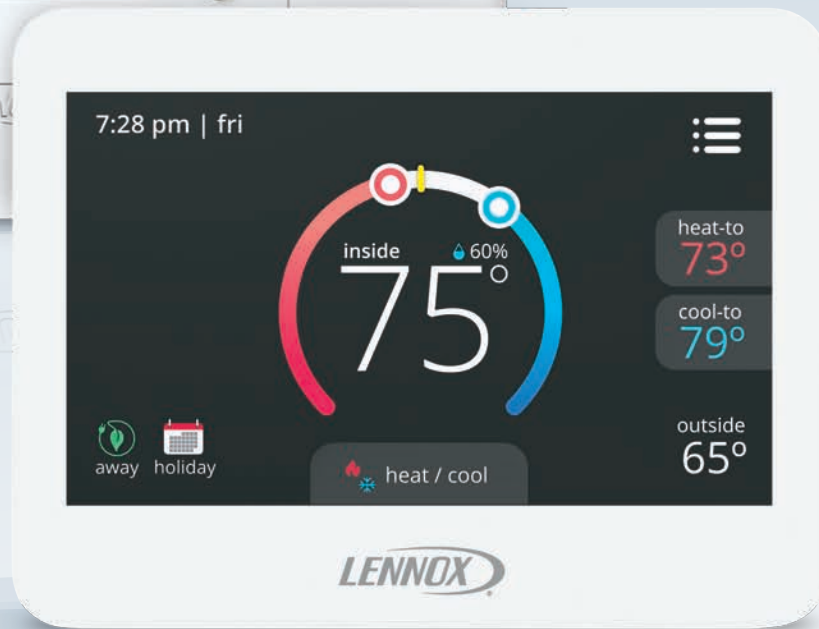 7:28 pm | fri
inside 60%
75°
heat-to
73°
cool-to
79°
outside
65°
away holiday
heat / cool
LENNOX